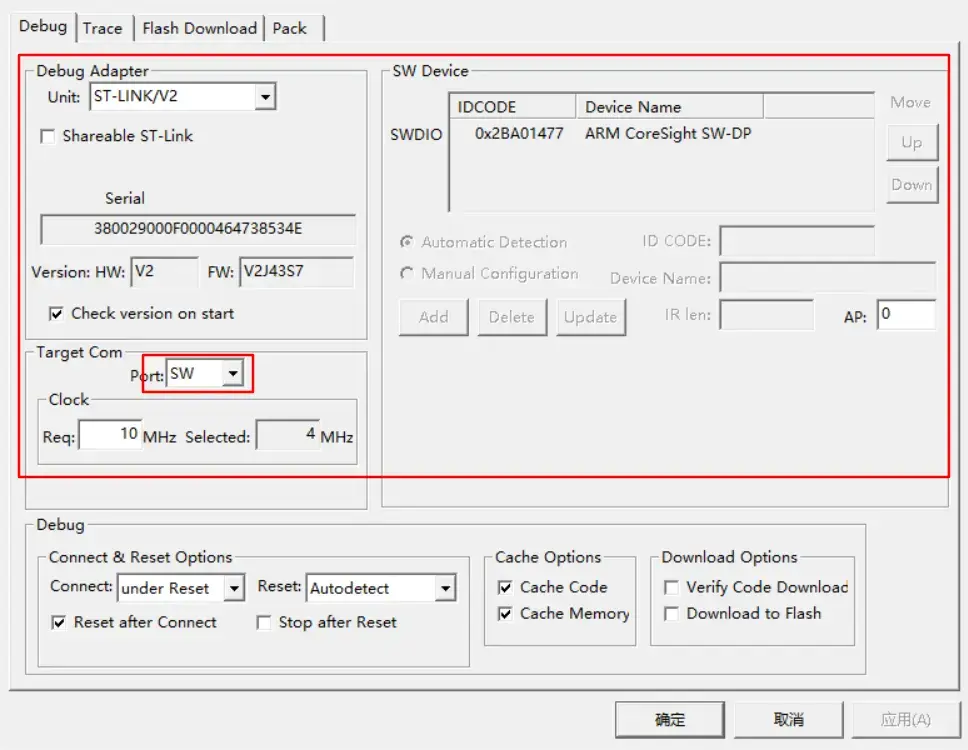 Debug Trace Flash Download Pack
Debug Adapter
Unit: ST-LINK/V2
Shareable ST-Link
Serial
380029000F0000464738534E
Version: HW: V2 FW: V2J43S7
Check version on start
Target Com
Port: SW
Clock
Req: 10 MHz Selected: 4 MHz
SW Device
IDCODE Device Name
SWDIO 0x2BA01477 ARM CoreSight SW-DP
Move
Up
Down
Automatic Detection ID CODE:
Manual Configuration Device Name:
Add Delete Update IR len: AP: 0
Debug
Connect & Reset Options
Connect: under Reset Reset: Autodetect
Reset after Connect Stop after Reset
Cache Options
Cache Code
Cache Memory
Download Options
Verify Code Download
Download to Flash
确定 取消 应用(A)